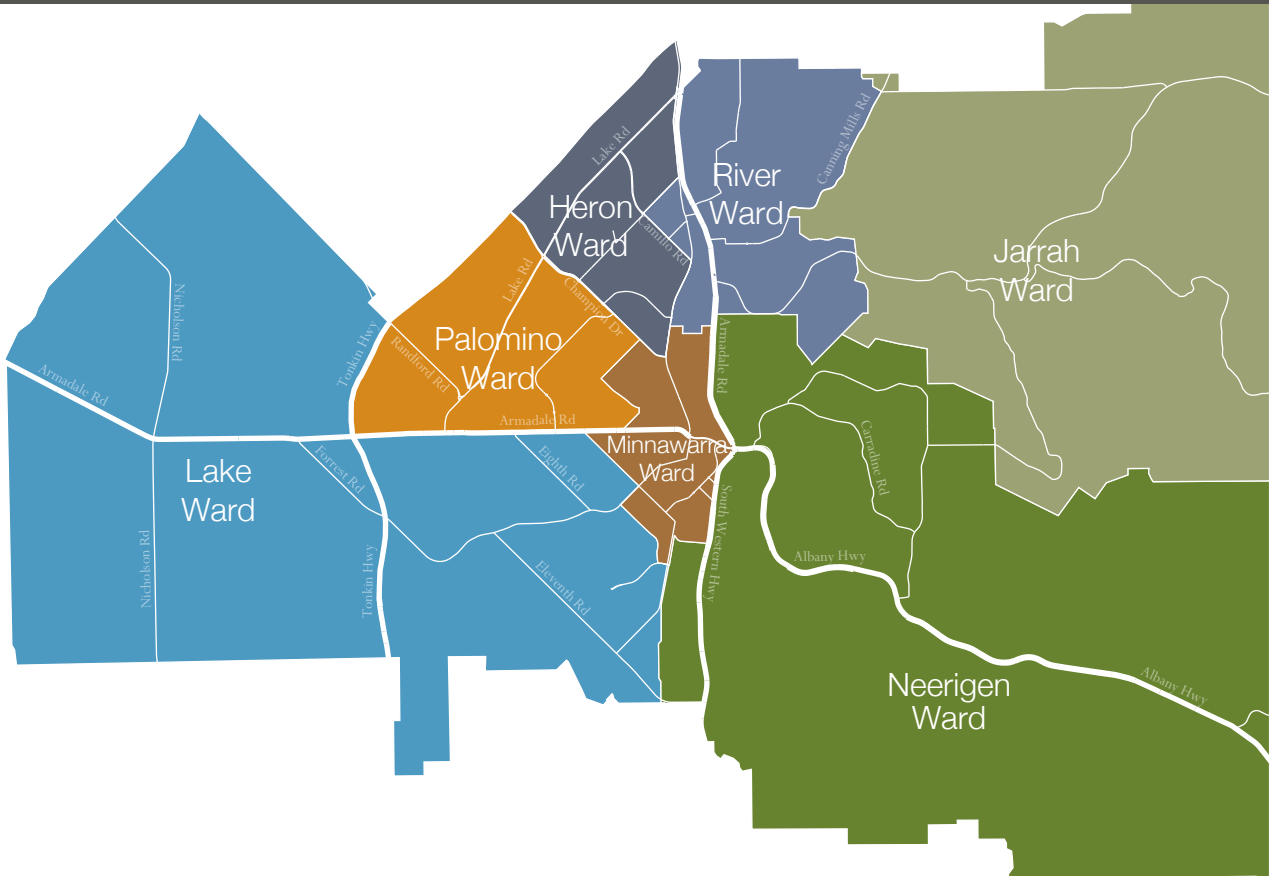 Lake Rd
Canning Mills Rd
River
Ward
Heron
Ward
Camillo Rd
Jarrah
Ward
Nicholson Rd
Lake Rd
Champion Dr
Tonkin Hwy
Randford Rd
Palomino
Ward
Armadale Rd
Armadale Rd
Armadale Rd
Minnawarra
Ward
Carradine Rd
Lake
Ward
Forrest Rd
Eighth Rd
South Western Hwy
Nicholson Rd
Tonkin Hwy
Eleventh Rd
Albany Hwy
Neerigen
Ward
Albany Hwy